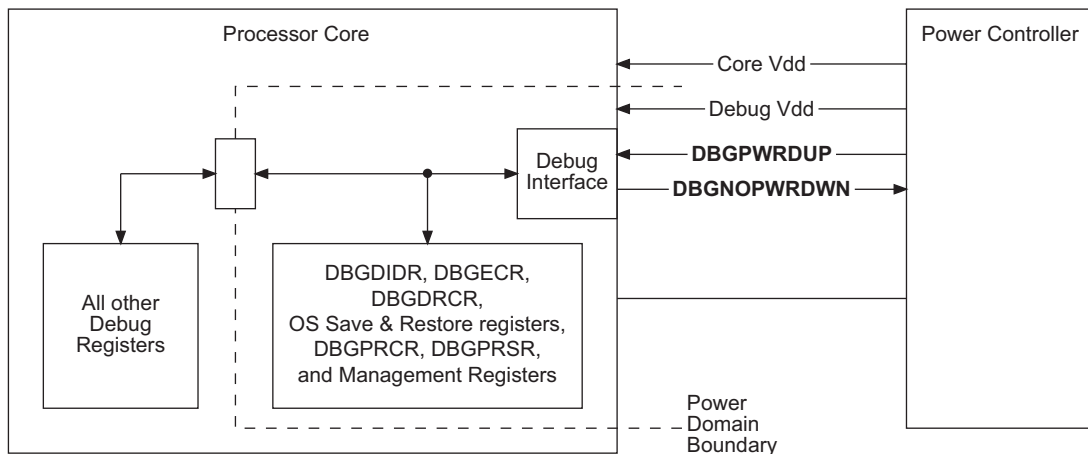 Processor Core
Power Controller
Core Vdd
Debug Vdd
DBGPWRDUP
DBGNOPWRDWN
Debug
Interface
All other
Debug
Registers
DBGDIDR, DBGECR,
DBGDRCR,
OS Save & Restore registers,
DBGPRCR, DBGPRSR,
and Management Registers
Power
Domain
Boundary